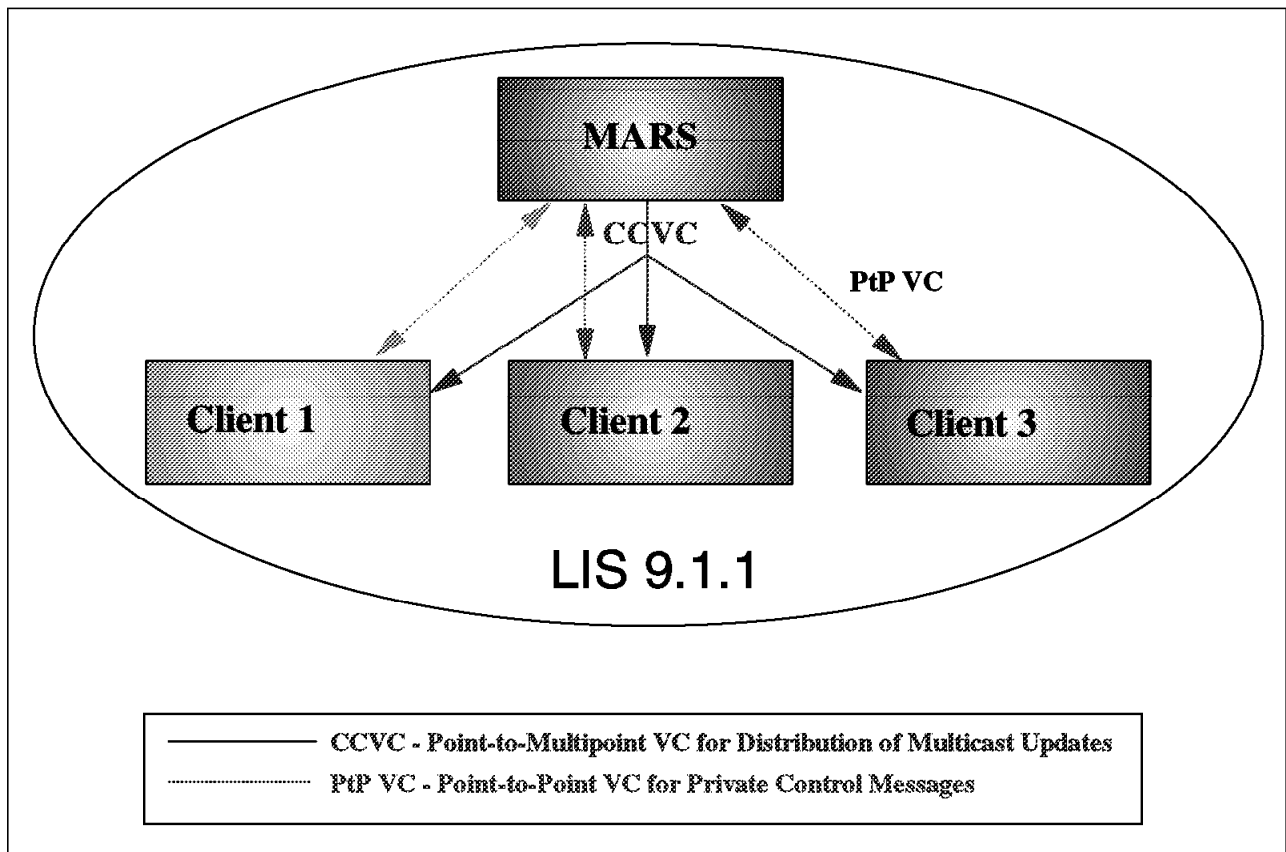 MARS
CCVC
PtP VC
Client 1
Client 2
Client 3
LIS 9.1.1
CCVC - Point-to-Multipoint VC for Distribution of Multicast Updates
PtP VC - Point-to-Point VC for Private Control Messages